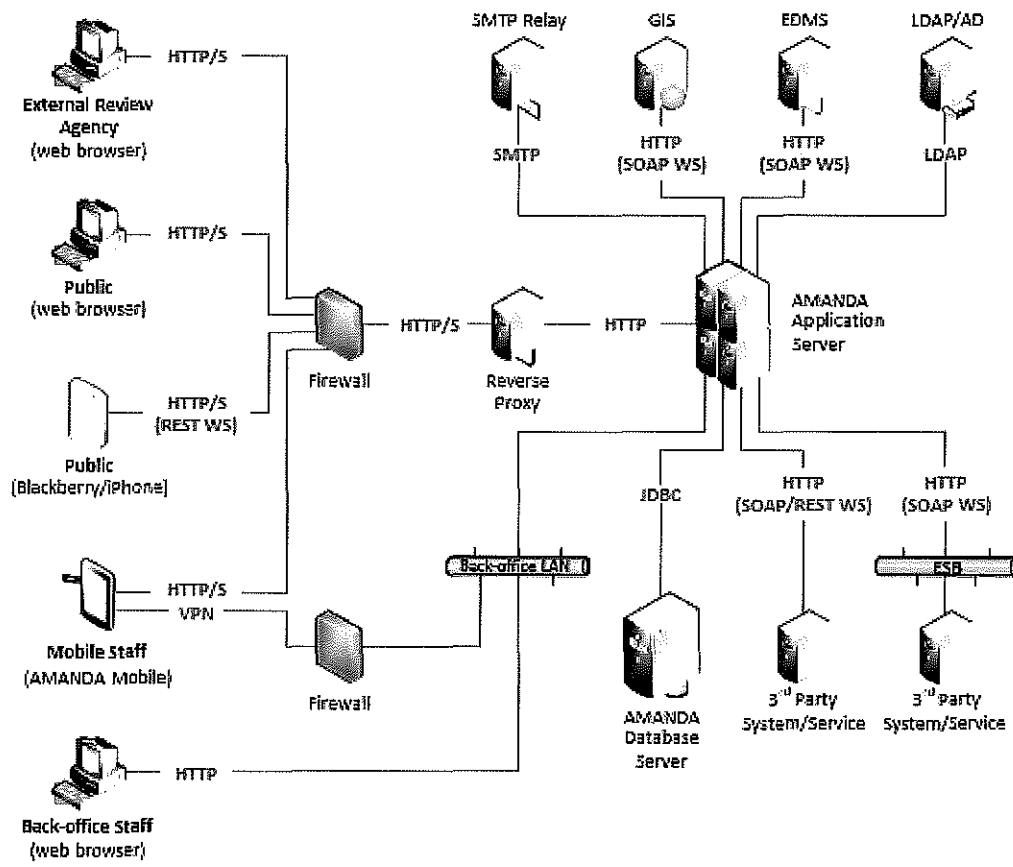 SMTP Relay
GIS
EDMS
LDAP/AD
HTTP/S
External Review
Agency
(web browser)
SMTP
HTTP
(SOAP WS)
HTTP
(SOAP WS)
LDAP
HTTP/S
Public
(web browser)
HTTP/S
HTTP
AMANDA
Application
Server
Firewall
Reverse
Proxy
HTTP/S
(REST WS)
Public
(Blackberry/iPhone)
JDBC
HTTP
(SOAP/REST WS)
HTTP
(SOAP WS)
Back-office LAN
ESB
HTTP/S
VPN
Mobile Staff
(AMANDA Mobile)
Firewall
AMANDA
Database
Server
3rd Party
System/Service
3rd Party
System/Service
HTTP
Back-office Staff
(web browser)